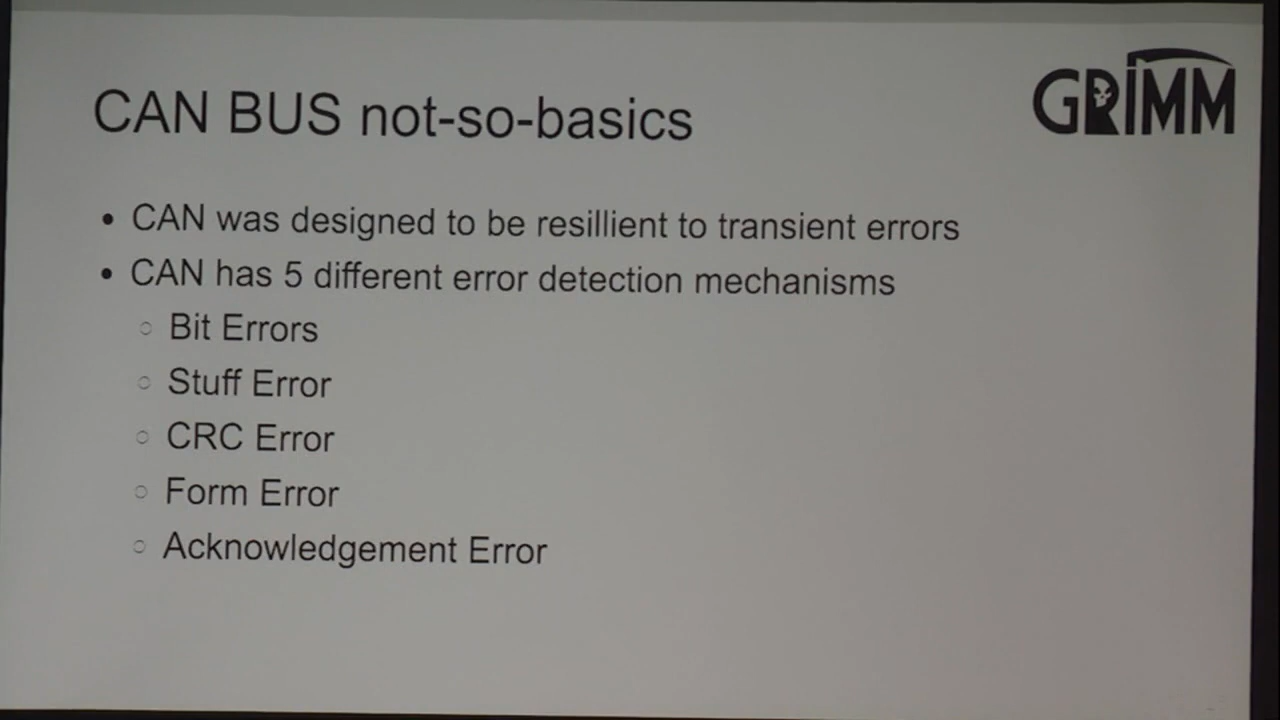 GRIMM
CAN BUS not-so-basics
• CAN was designed to be resillient to transient errors
• CAN has 5 different error detection mechanisms
○ Bit Errors
○ Stuff Error
○ CRC Error
○ Form Error
○ Acknowledgement Error